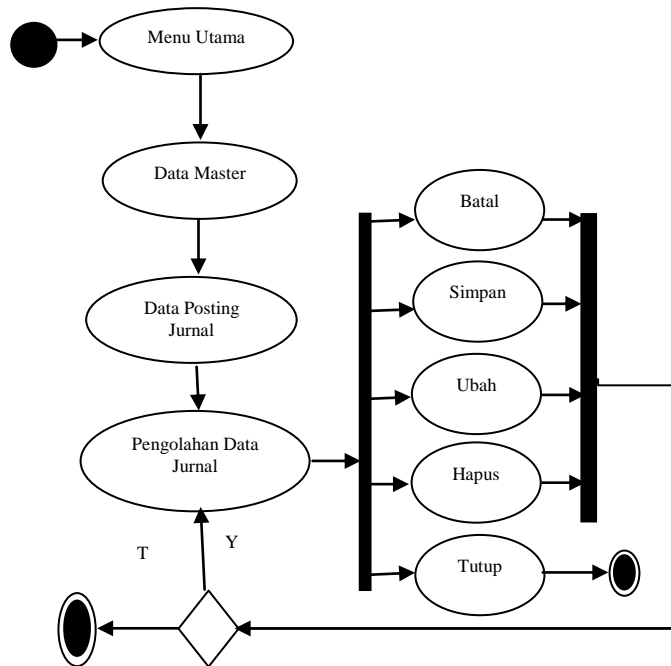 Menu Utama
Data Master
Data Posting
Jurnal
Pengolahan Data
Jurnal
Batal
Simpan
Ubah
Hapus
Tutup
T
Y